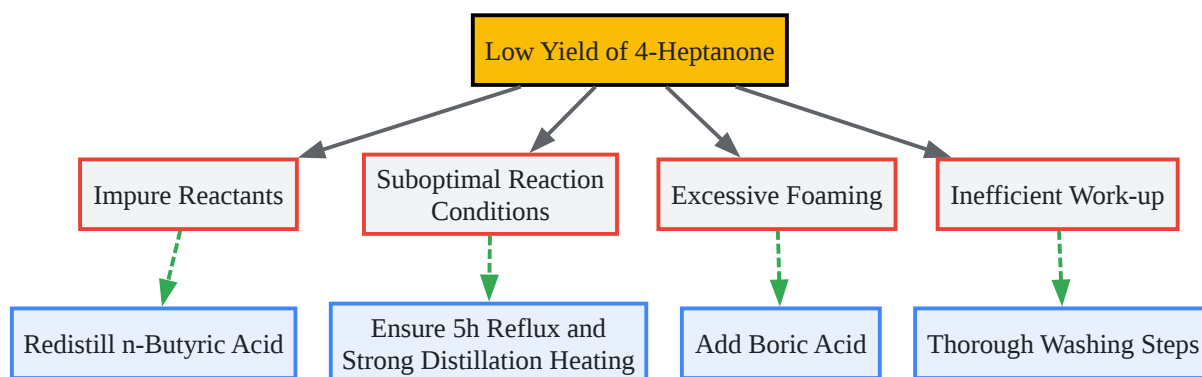 Low Yield of 4-Heptanone
Impure Reactants
Suboptimal Reaction
Conditions
Excessive Foaming
Inefficient Work-up
Redistill n-Butyric Acid
Ensure 5h Reflux and
Strong Distillation Heating
Add Boric Acid
Thorough Washing Steps